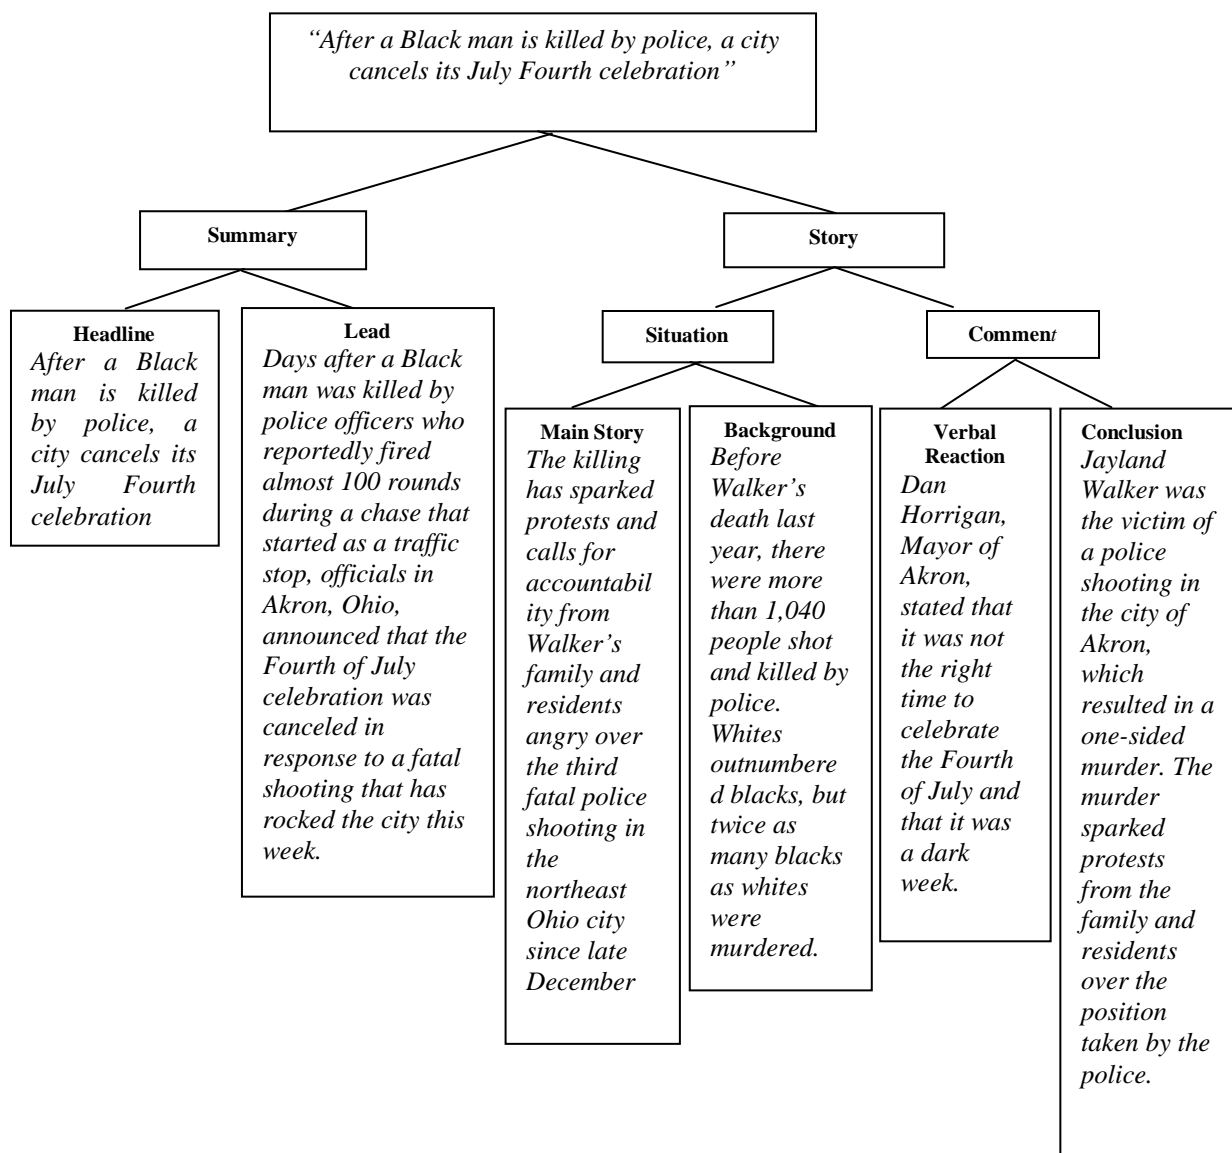 “After a Black man is killed by police, a city
cancels its July Fourth celebration”
Summary
Story
Headline
After a Black
man is killed
by police, a
city cancels its
July Fourth
celebration
Lead
Days after a Black
man was killed by
police officers who
reportedly fired
almost 100 rounds
during a chase that
started as a traffic
stop, officials in
Akron, Ohio,
announced that the
Fourth of July
celebration was
canceled in
response to a fatal
shooting that has
rocked the city this
week.
Situation
Comment
Main Story
The killing
has sparked
protests and
calls for
accountabil
ity from
Walker’s
family and
residents
angry over
the third
fatal police
shooting in
the
northeast
Ohio city
since late
December
Background
Before
Walker’s
death last
year, there
were more
than 1,040
people shot
and killed by
police.
Whites
outnumbere
d blacks, but
twice as
many blacks
as whites
were
murdered.
Verbal
Reaction
Dan
Horrigan,
Mayor of
Akron,
stated that
it was not
the right
time to
celebrate
the Fourth
of July and
that it was
a dark
week.
Conclusion
Jayland
Walker was
the victim of
a police
shooting in
the city of
Akron,
which
resulted in a
one-sided
murder. The
murder
sparked
protests
from the
family and
residents
over the
position
taken by the
police.